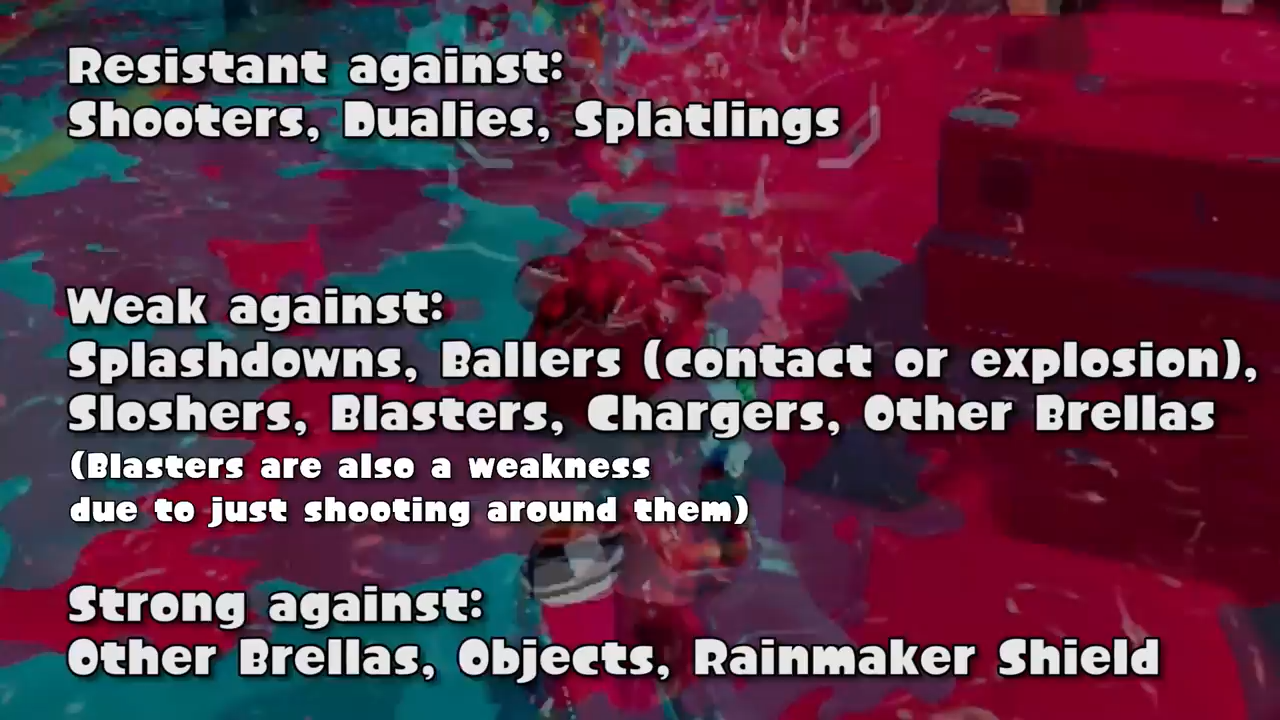 Resistant against:
Shooters, Dualies, Splatlings
Weak against:
Splashdowns, Ballers (contact or explosion),
Sloshers, Blasters, Chargers, Other Brellas
(Blasters are also a weakness
due to just shooting around them)
Strong against:
Other Brellas, Objects, Rainmaker Shield